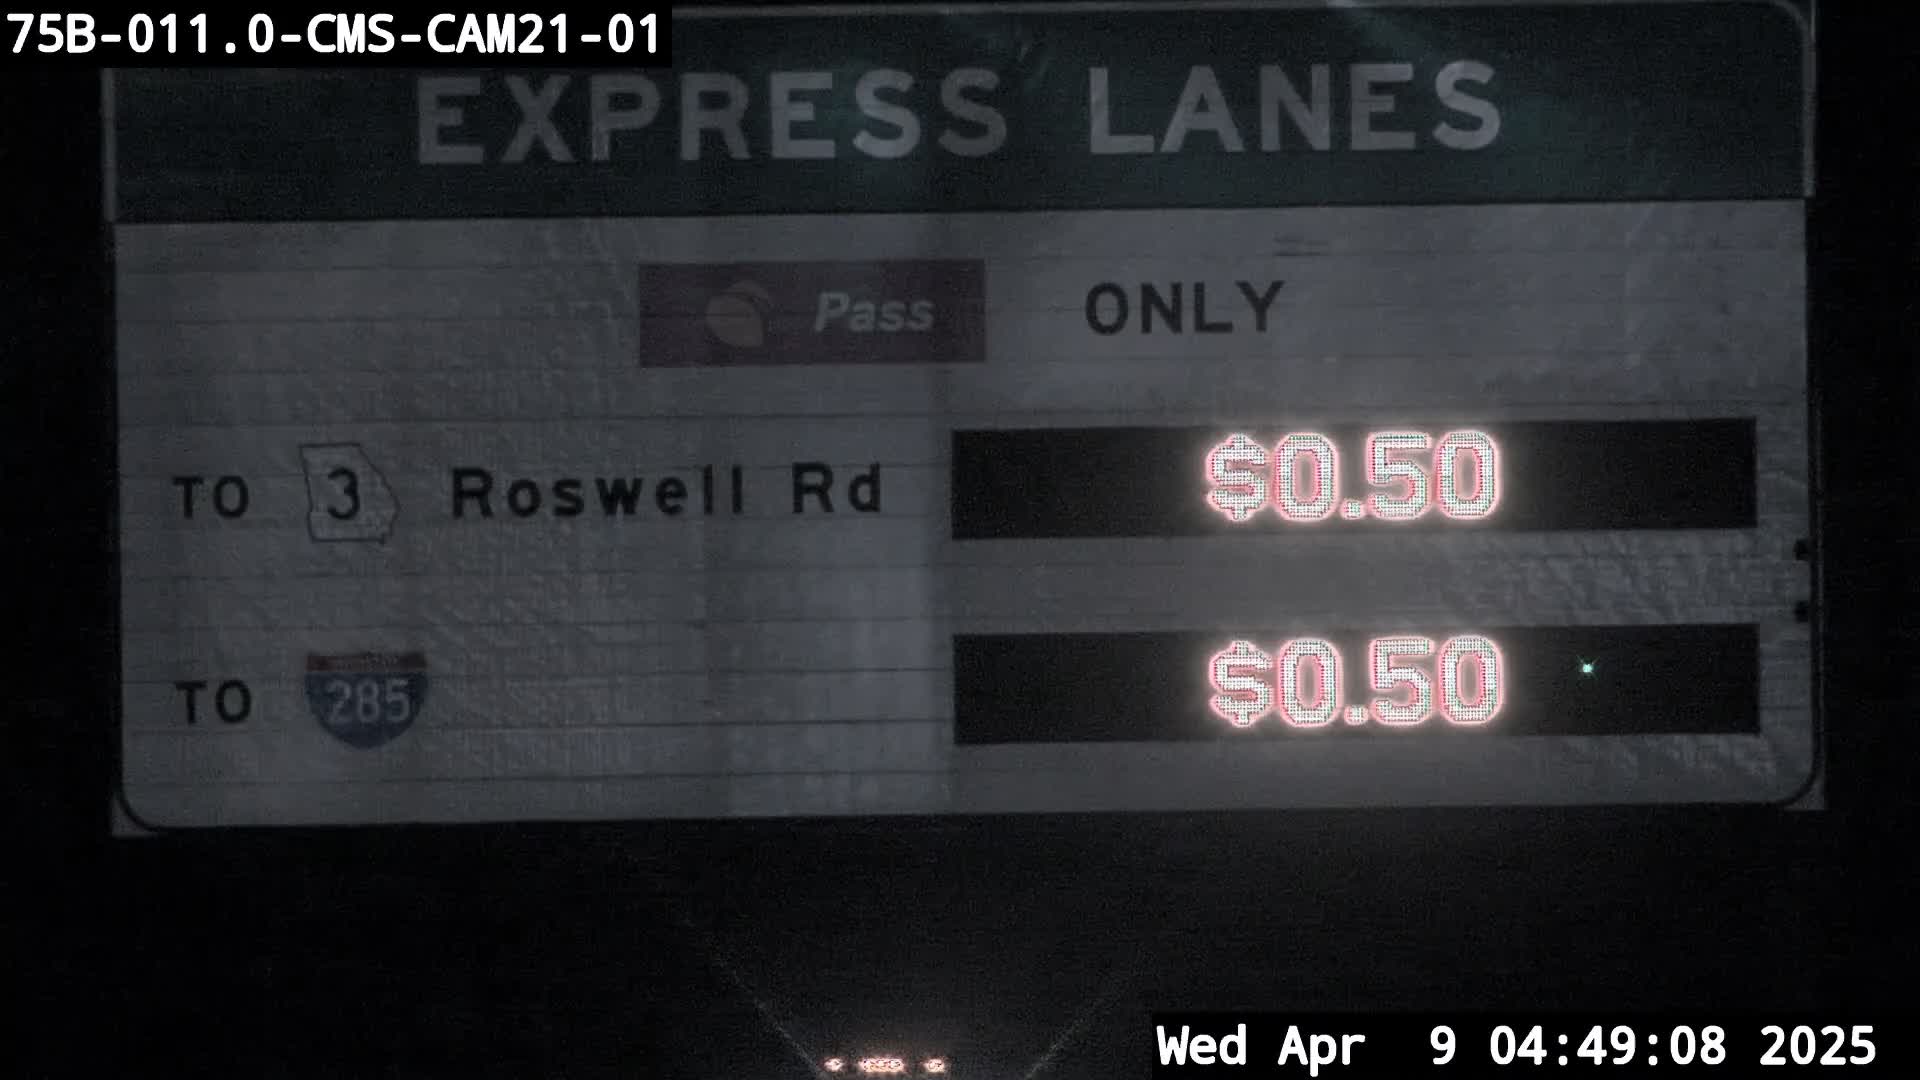 75B-011.0-CMS-CAM21-01
EXPRESS LANES
Pass ONLY
TO 3 Roswell Rd $0.50
TO 285 $0.50
Wed Apr 9 04:49:08 2025